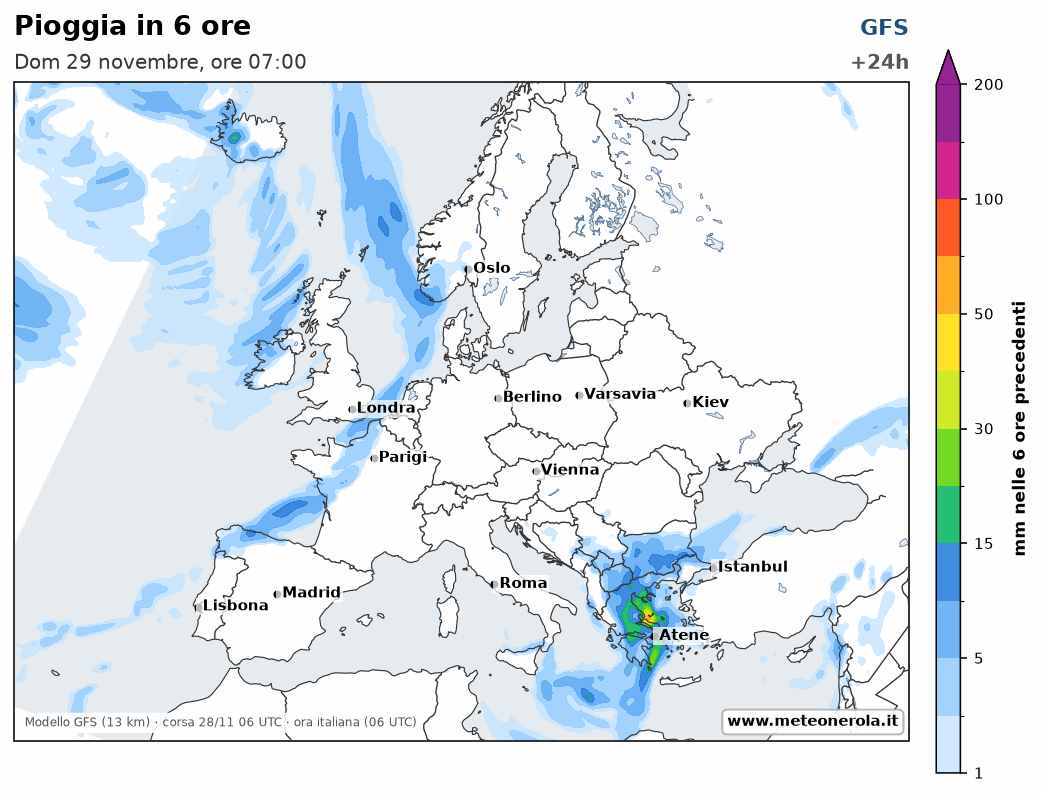 Pioggia in 6 ore
GFS
Dom 29 novembre, ore 07:00
+24h
200
100
50
30
15
5
1
mm nelle 6 ore precedenti
Oslo
Londra
Berlino
Varsavia
Kiev
Parigi
Vienna
Istanbul
Roma
Madrid
Lisbona
Atene
Modello GFS (13 km) · corsa 28/11 06 UTC · ora italiana (06 UTC)
www.meteonerola.it